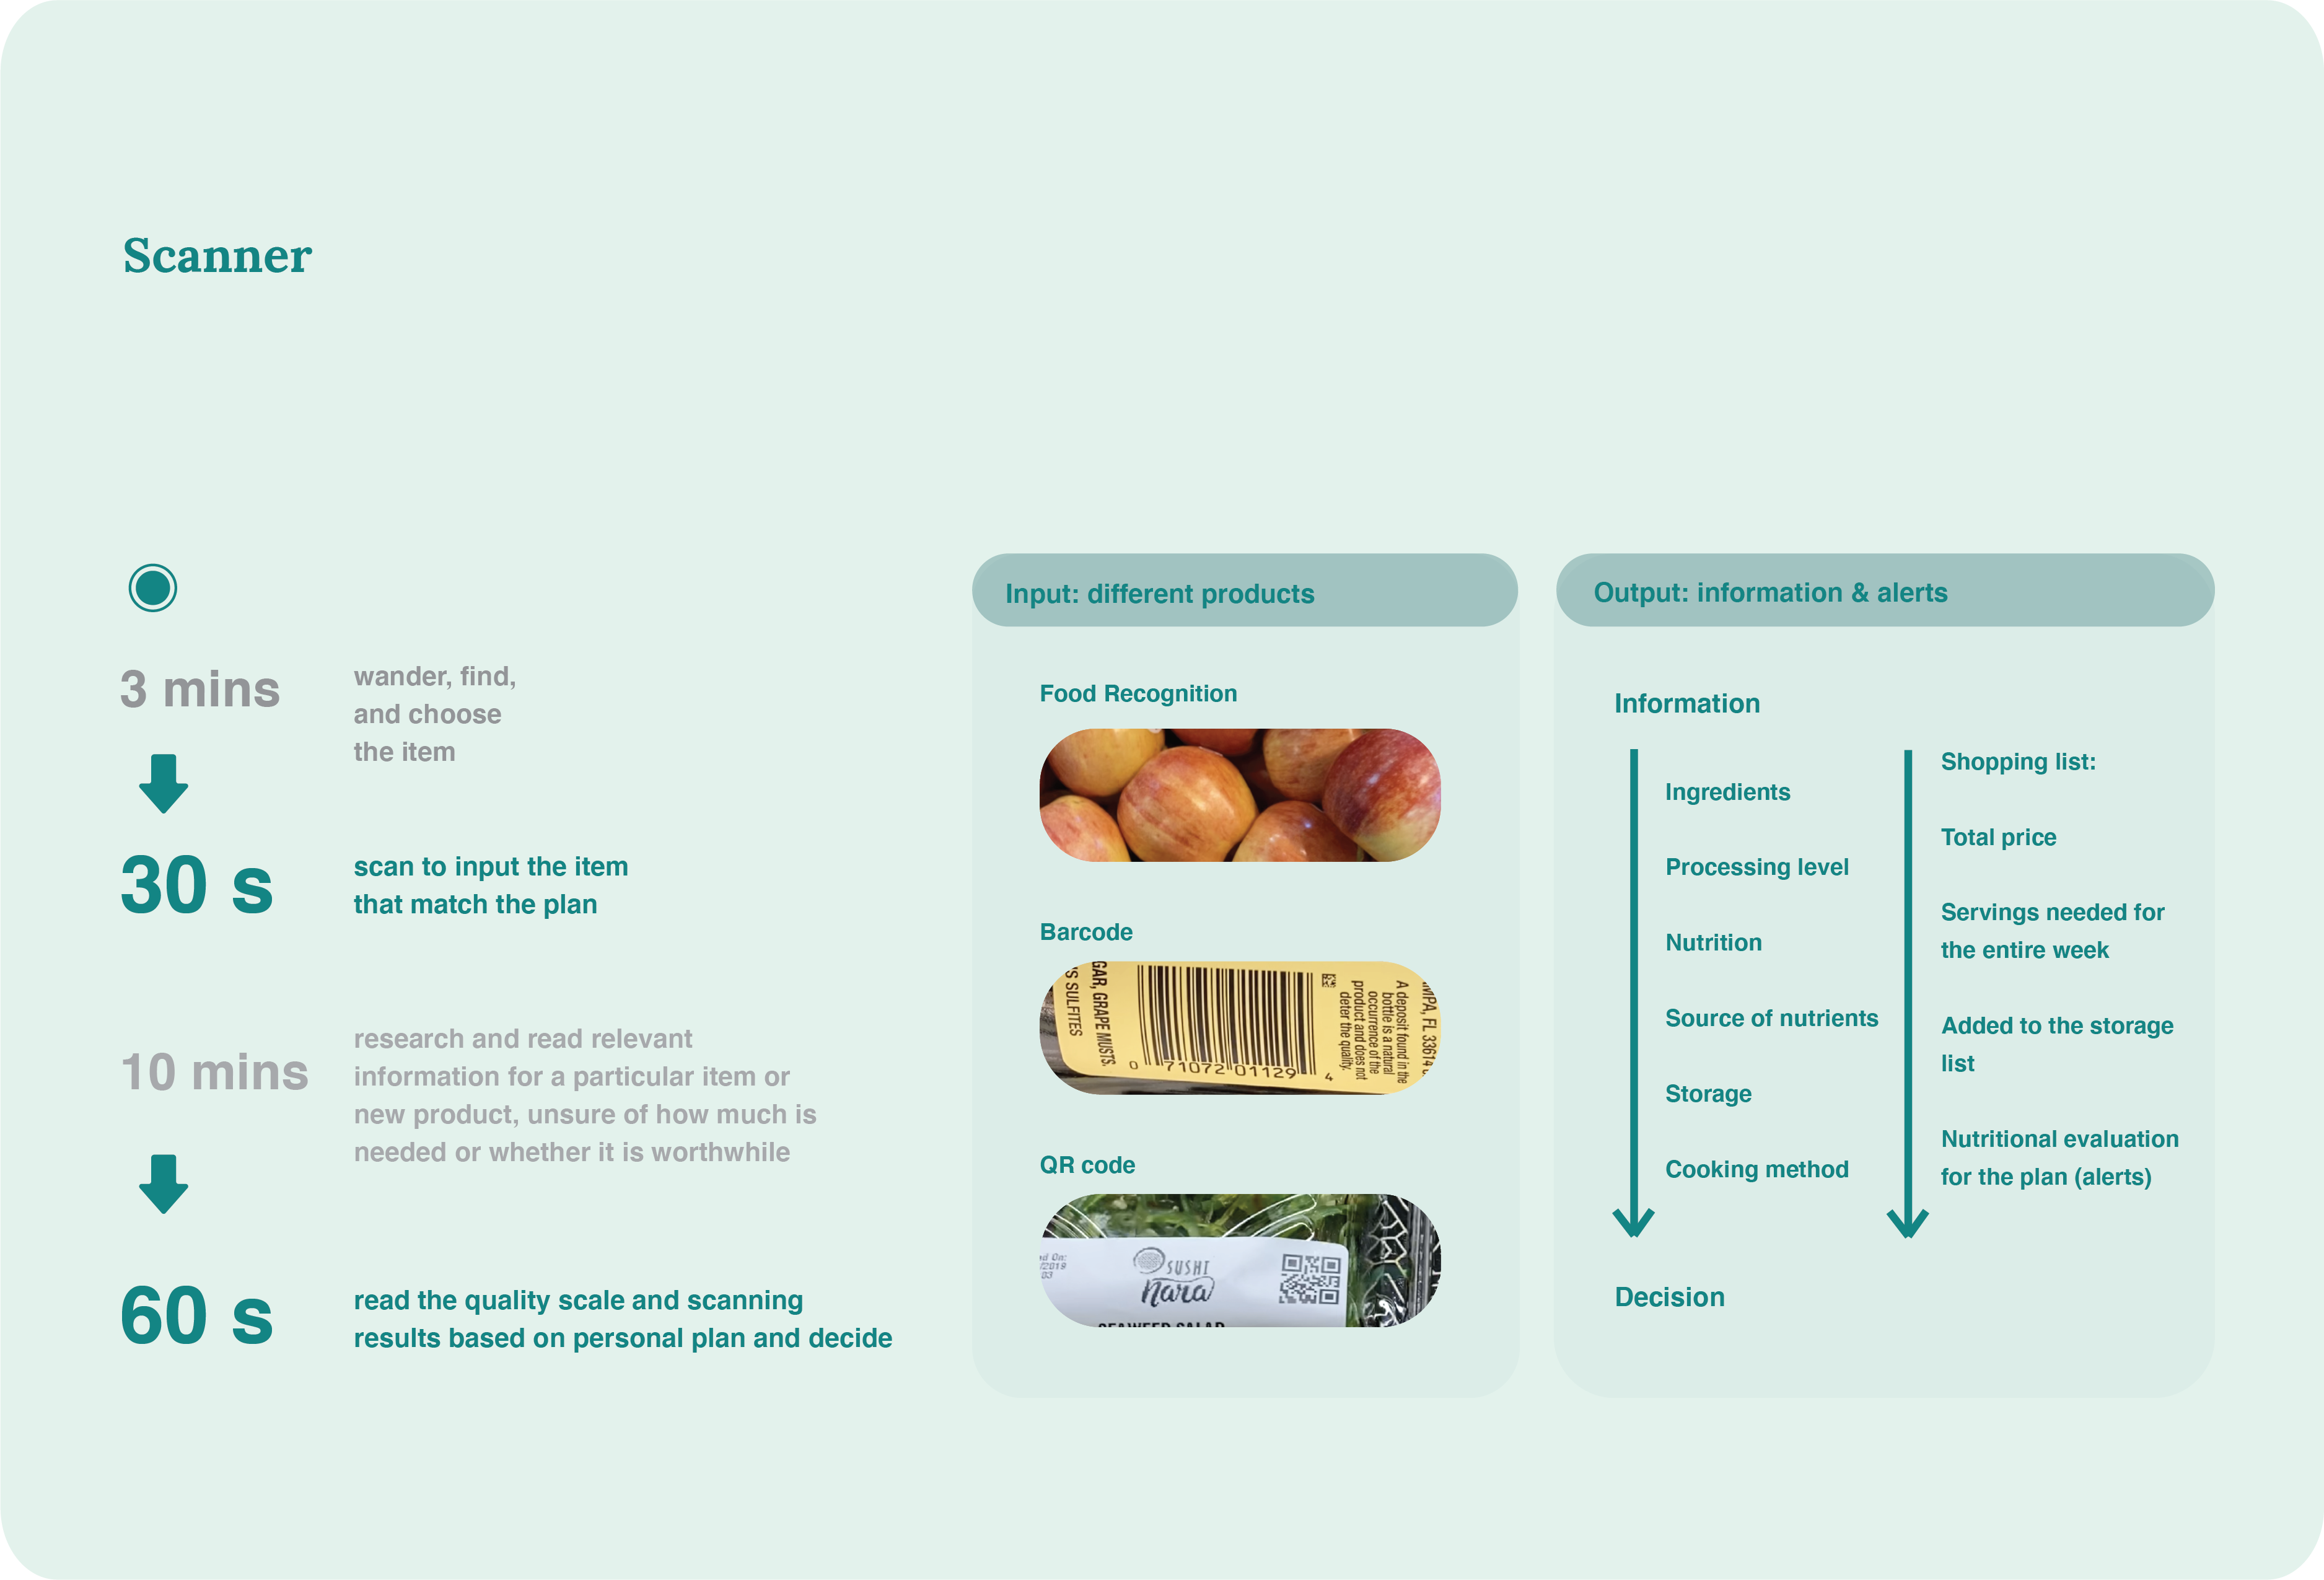 Scanner
3 mins
wander, find,
and choose
the item
30 s
scan to input the item
that match the plan
10 mins
research and read relevant
information for a particular item or
new product, unsure of how much is
needed or whether it is worthwhile
60 s
read the quality scale and scanning
results based on personal plan and decide
Input: different products
Food Recognition
Barcode
S SULFITES
GAR, GRAPE MUSTS.
0 71072 01129 4
A deposit found in the
bottle is a natural
occurrence of the
product and does not
deter the quality.
MPA, FL 33614
QR code
d On:
/2019
03
SUSHI
nara
SEAWEED SALAD
Output: information & alerts
Information
Ingredients
Processing level
Nutrition
Source of nutrients
Storage
Cooking method
Shopping list:
Total price
Servings needed for
the entire week
Added to the storage
list
Nutritional evaluation
for the plan (alerts)
Decision